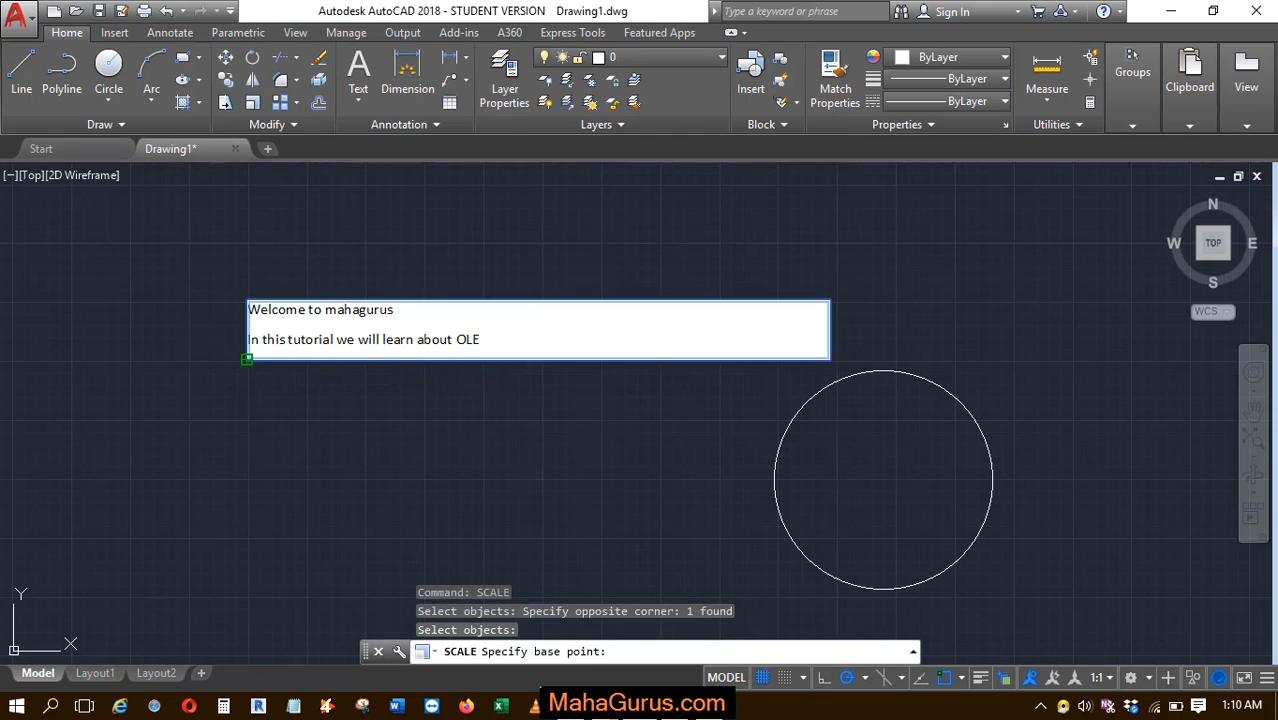 Autodesk AutoCAD 2018 - STUDENT VERSION Drawing1.dwg
Type a keyword or phrase
Sign In
Home Insert Annotate Parametric View Manage Output Add-ins A360 Express Tools Featured Apps
Line Polyline Circle Arc
Text Dimension
Layer Properties
0
Insert
Match Properties
ByLayer
ByLayer
ByLayer
Measure
Groups
Clipboard
View
Draw Modify Annotation Layers Block Properties Utilities
Start Drawing1*
[−][Top][2D Wireframe]
N
W TOP E
S
WCS
Welcome to mahagurus
In this tutorial we will learn about OLE
Y
X
Command: SCALE
Select objects: Specify opposite corner: 1 found
Select objects:
SCALE Specify base point:
Model Layout1 Layout2
MODEL
1:1
MahaGurus.com
1:10 AM